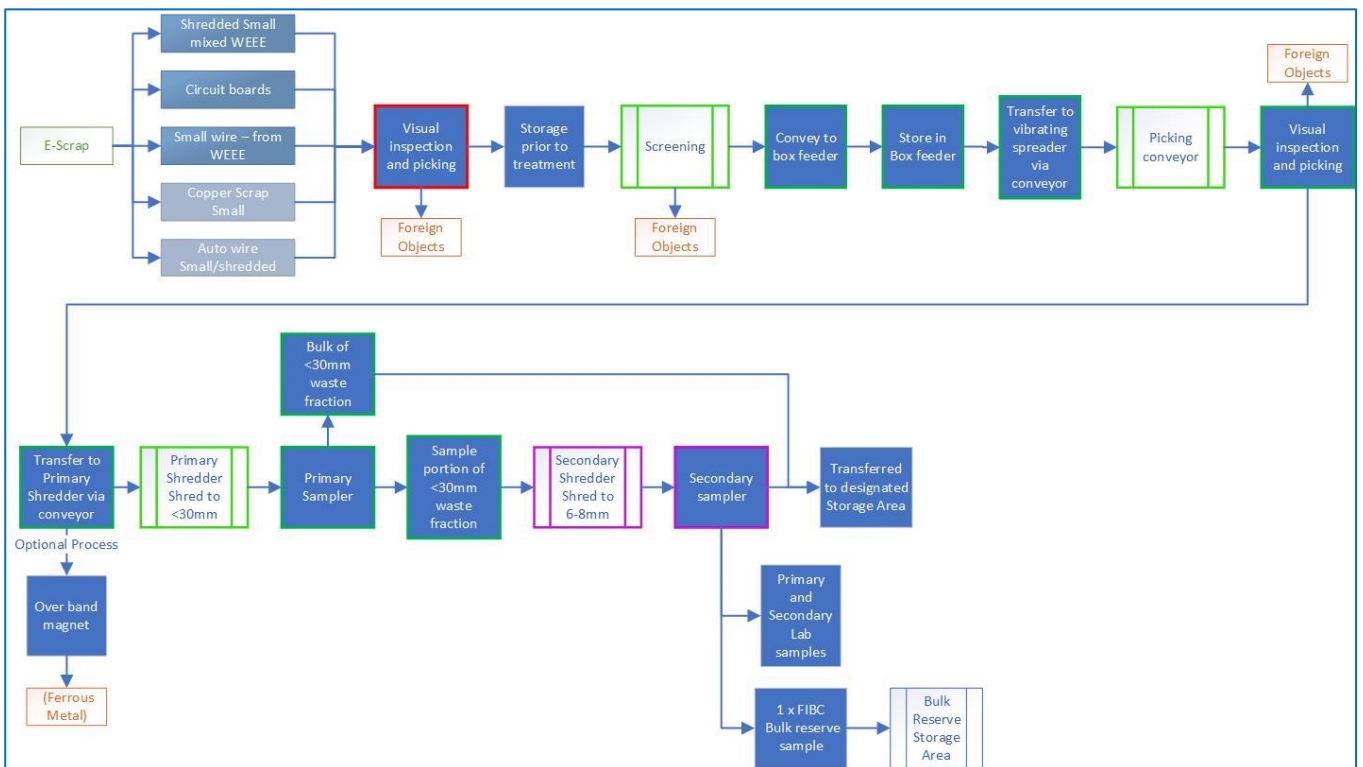 Shredded Small
mixed WEEE
Circuit boards
E-Scrap
Small wire – from
WEEE
Copper Scrap
Small
Auto wire
Small/shredded
Visual
inspection
and picking
Foreign
Objects
Storage
prior to
treatment
Screening
Foreign
Objects
Convey to
box feeder
Store in
Box feeder
Transfer to
vibrating
spreader
via
conveyor
Picking
conveyor
Foreign
Objects
Visual
inspection
and picking
Transfer to
Primary
Shredder via
conveyor
Optional Process
Over band
magnet
(Ferrous
Metal)
Primary
Shredder
Shred to
<30mm
Primary
Sampler
Bulk of
<30mm
waste
fraction
Sample
portion of
<30mm
waste
fraction
Secondary
Shredder
Shred to
6-8mm
Secondary
sampler
Transferred
to designated
Storage Area
Primary
and
Secondary
Lab
samples
1 x FIBC
Bulk reserve
sample
Bulk
Reserve
Storage
Area